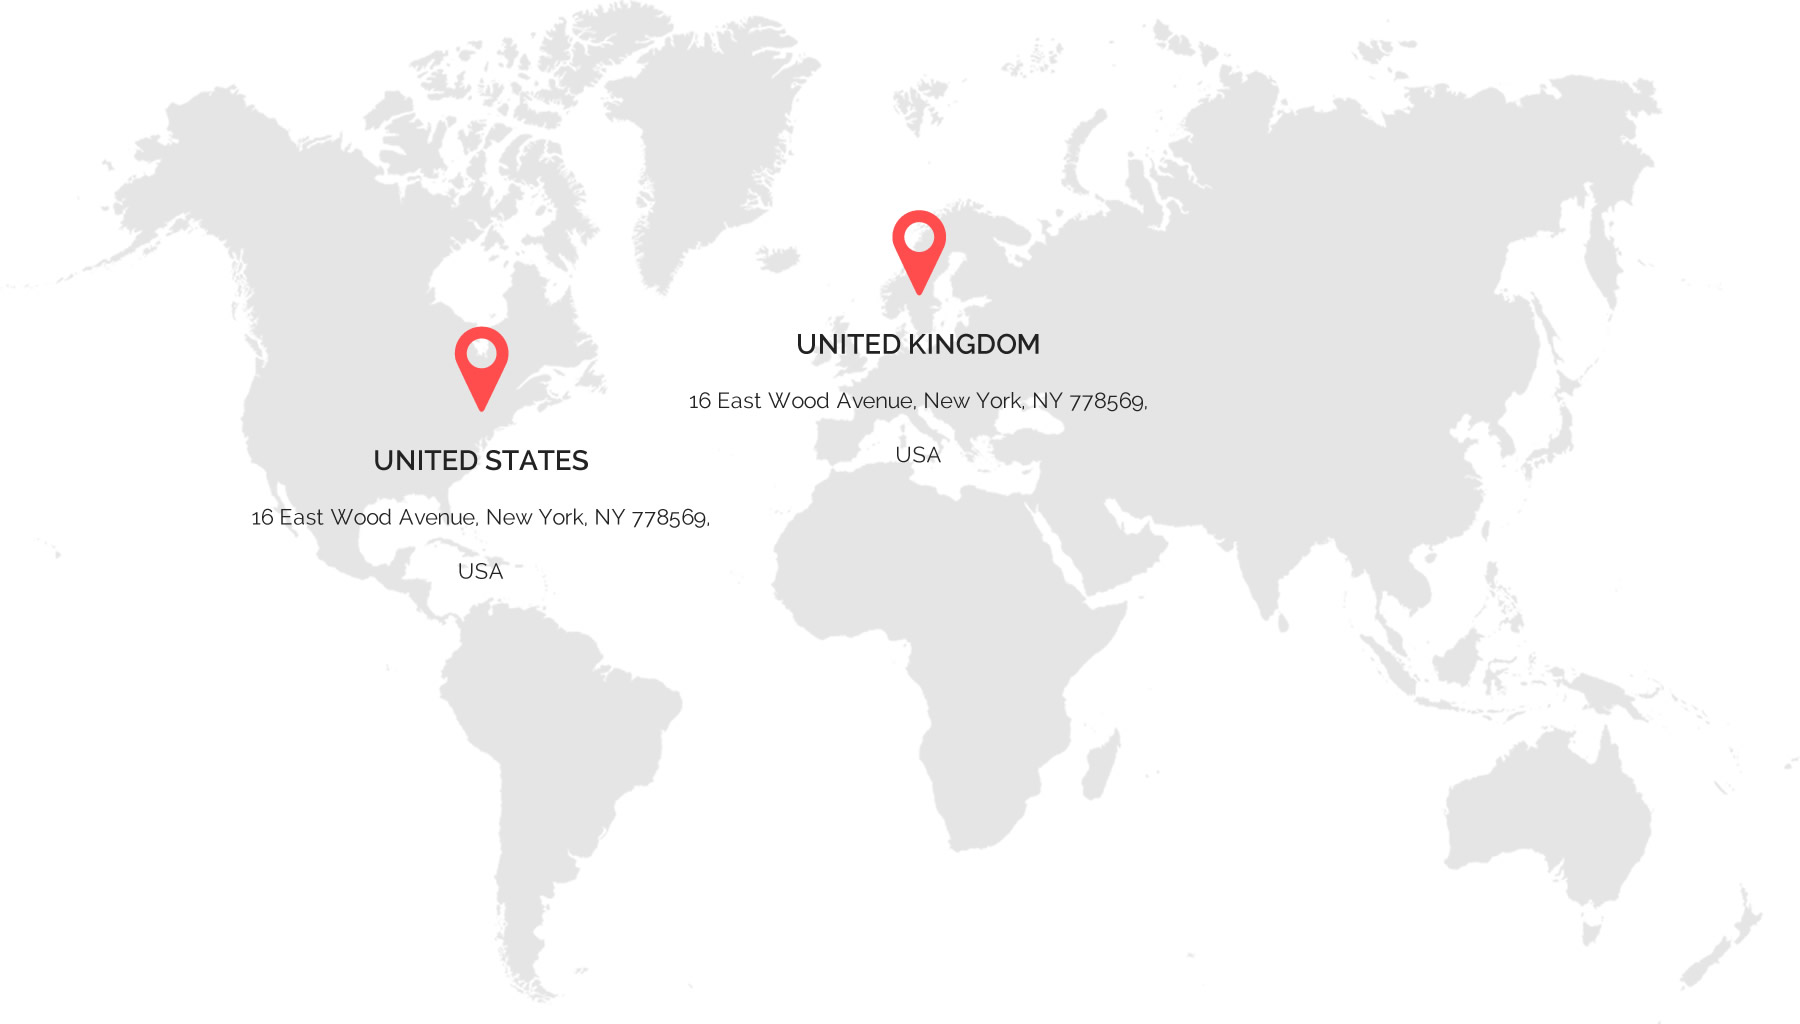 UNITED KINGDOM
16 East Wood Avenue, New York, NY 778569,
USA
UNITED STATES
16 East Wood Avenue, New York, NY 778569,
USA